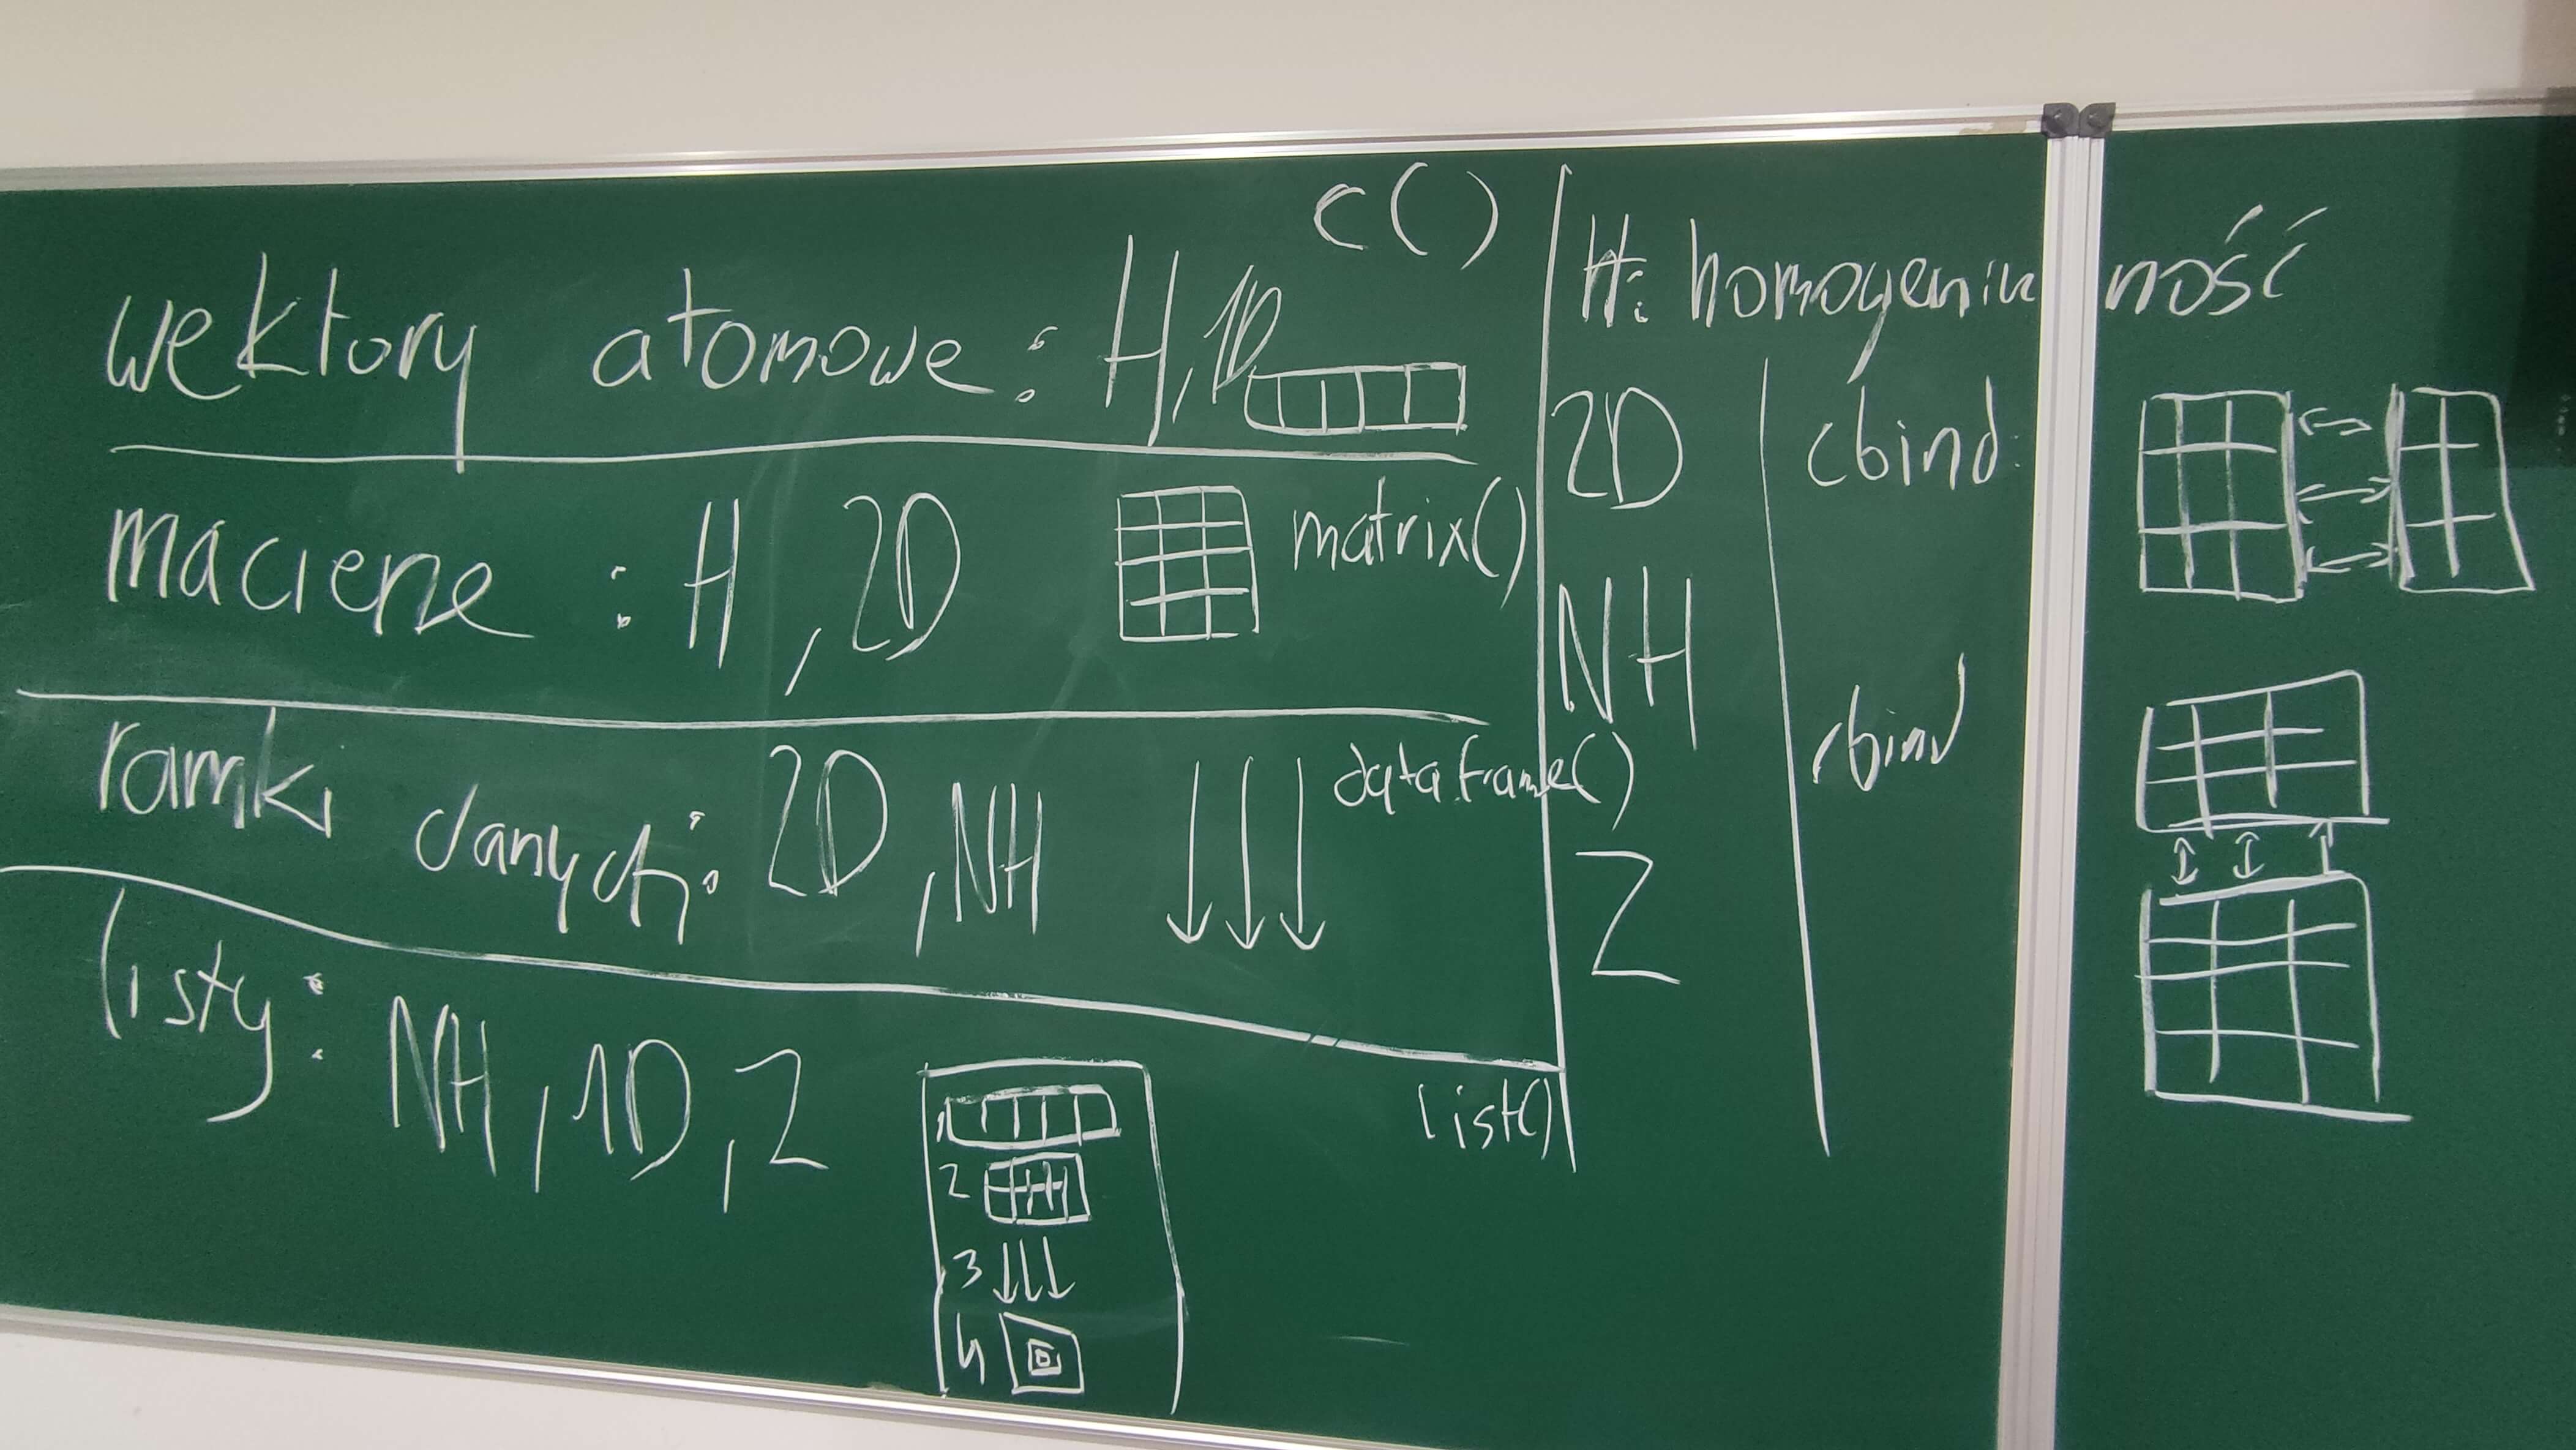 c()
wektory atomowe: H, 1D
macierze : H, 2D matrix()
ramki danych: 2D, NH data.frame()
listy: NH, 1D, Z list()
1
2
3
4
H: homogeniczność
2D
NH
Z
cbind
rbind